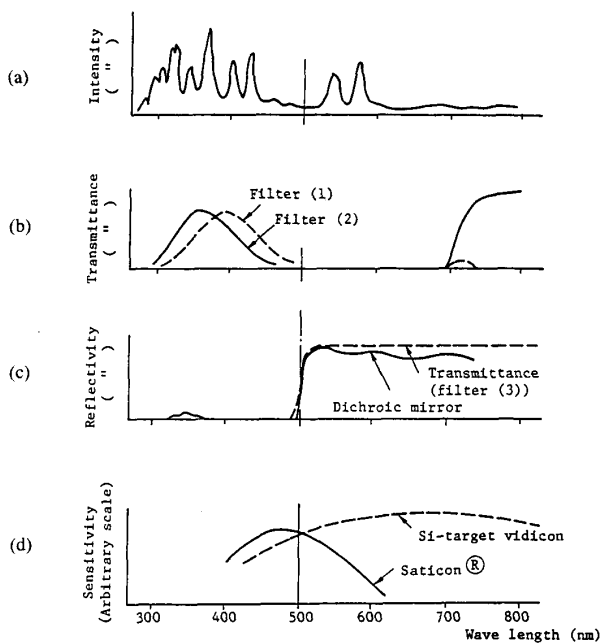 (a)
Intensity
( " )
(b)
Transmittance
( " )
Filter (1)
Filter (2)
(c)
Reflectivity
( " )
Transmittance
(filter (3))
Dichroic mirror
(d)
Sensitivity
(Arbitrary scale)
Si-target vidicon
Saticon ®
300 400 500 600 700 800
Wave length (nm)